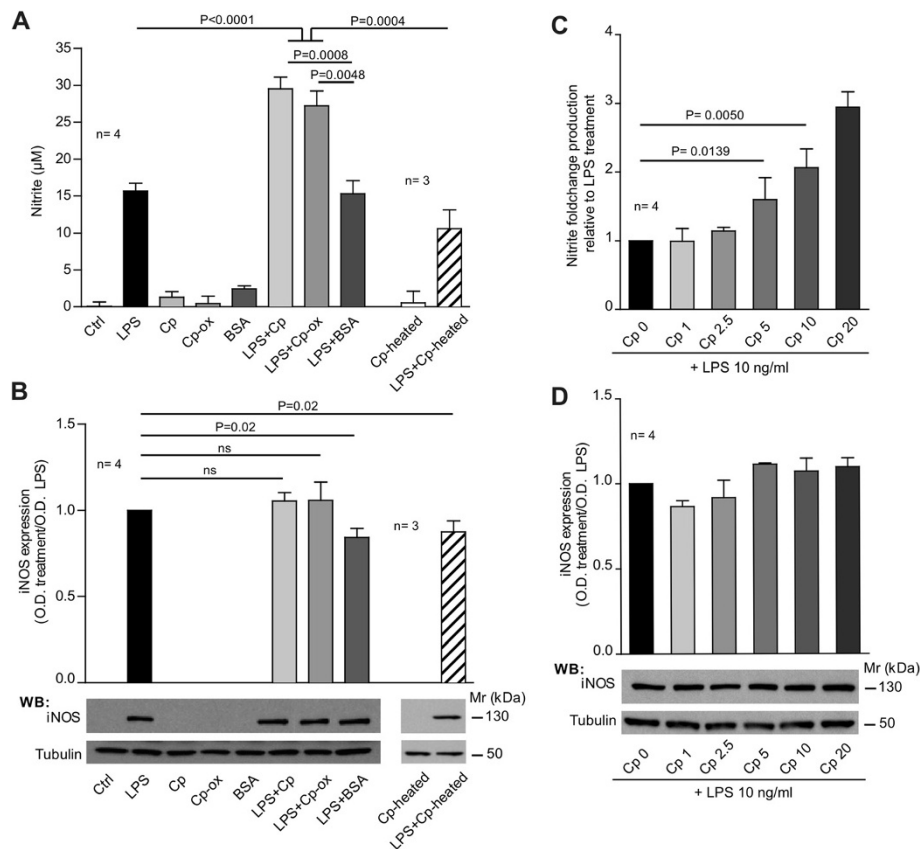 A
P<0.0001
P=0.0004
P=0.0008
P=0.0048
n= 4
n= 3
Nitrite (µM)
35
30
25
20
15
10
5
0
Ctrl
LPS
Cp
Cp-ox
BSA
LPS+Cp
LPS+Cp-ox
LPS+BSA
Cp-heated
LPS+Cp-heated
B
P=0.02
P=0.02
ns
ns
n= 4
n= 3
iNOS expression
(O.D. treatment/O.D. LPS)
1.5
1.0
0.5
0.0
WB:
Mr (kDa)
iNOS
130
Tubulin
50
Ctrl
LPS
Cp
Cp-ox
BSA
LPS+Cp
LPS+Cp-ox
LPS+BSA
Cp-heated
LPS+Cp-heated
C
P= 0.0050
P= 0.0139
n= 4
Nitrite foldchange production
relative to LPS treatment
4
3
2
1
0
Cp 0
Cp 1
Cp 2.5
Cp 5
Cp 10
Cp 20
+ LPS 10 ng/ml
D
n= 4
iNOS expression
(O.D. treatment/O.D. LPS)
1.5
1.0
0.5
0.0
WB:
Mr (kDa)
iNOS
130
Tubulin
50
Cp 0
Cp 1
Cp 2.5
Cp 5
Cp 10
Cp 20
+ LPS 10 ng/ml